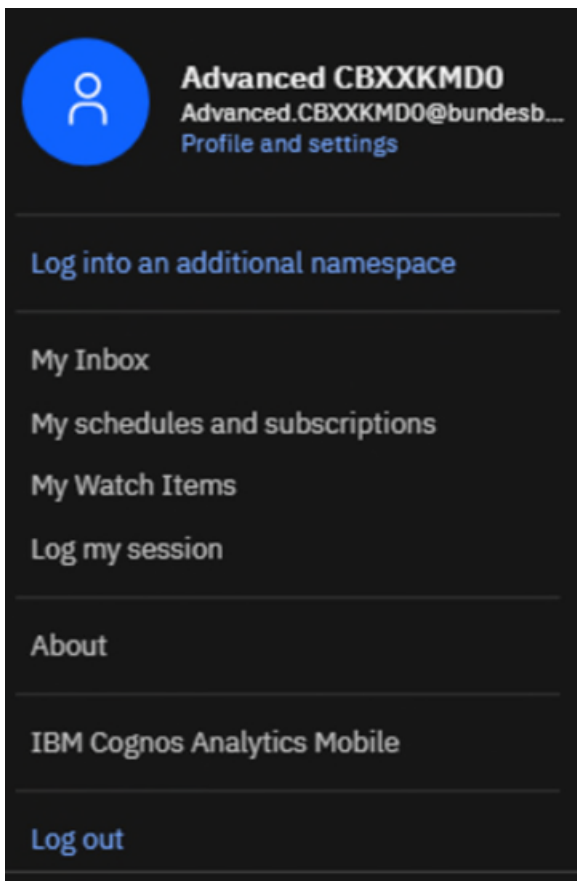 Advanced CBXXKMD0
Advanced.CBXXKMD0@bundesb...
Profile and settings
Log into an additional namespace
My Inbox
My schedules and subscriptions
My Watch Items
Log my session
About
IBM Cognos Analytics Mobile
Log out